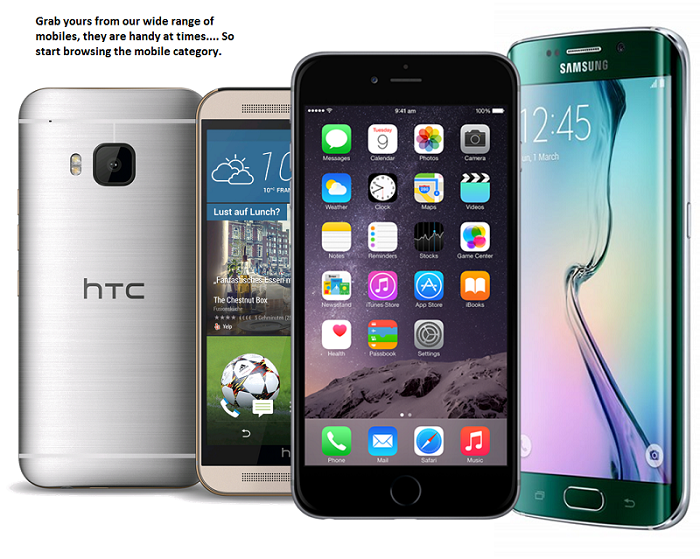 Grab yours from our wide range of
mobiles, they are handy at times.... So
start browsing the mobile category.
hTC
Lust auf Lunch?
The Chestnut Box
Yelp
9:41 am
100%
Messages
Tuesday
9
Calendar
Photos
Camera
Weather
Clock
Maps
Videos
Notes
Reminders
Stocks
Game Center
Newsstand
iTunes Store
App Store
iBooks
Health
Passbook
Settings
Phone
Mail
Safari
Music
SAMSUNG
12:45
1 March